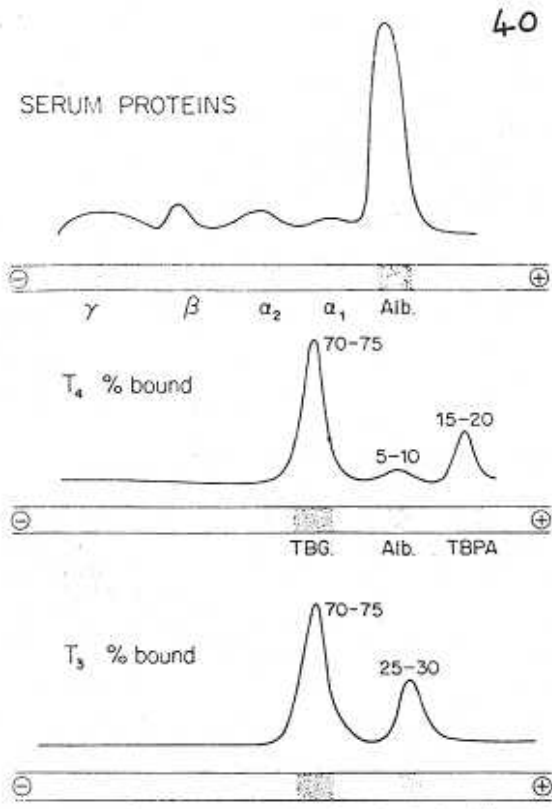 40
SERUM PROTEINS
⊖ ⊕
γ β α₂ α₁ Alb.
70-75
T₄ % bound
15-20
5-10
⊖ ⊕
TBG. Alb. TBPA
70-75
T₃ % bound
25-30
⊖ ⊕